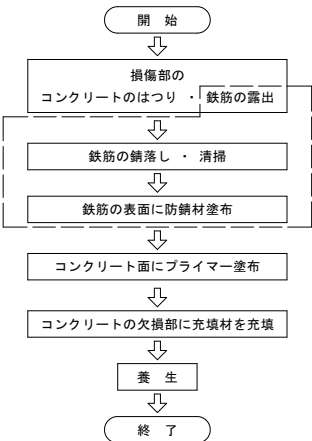 開　始
損傷部の
コンクリートのはつり ・ 鉄筋の露出
鉄筋の錆落し ・ 清掃
鉄筋の表面に防錆材塗布
コンクリート面にプライマー塗布
コンクリートの欠損部に充填材を充填
養　生
終　了